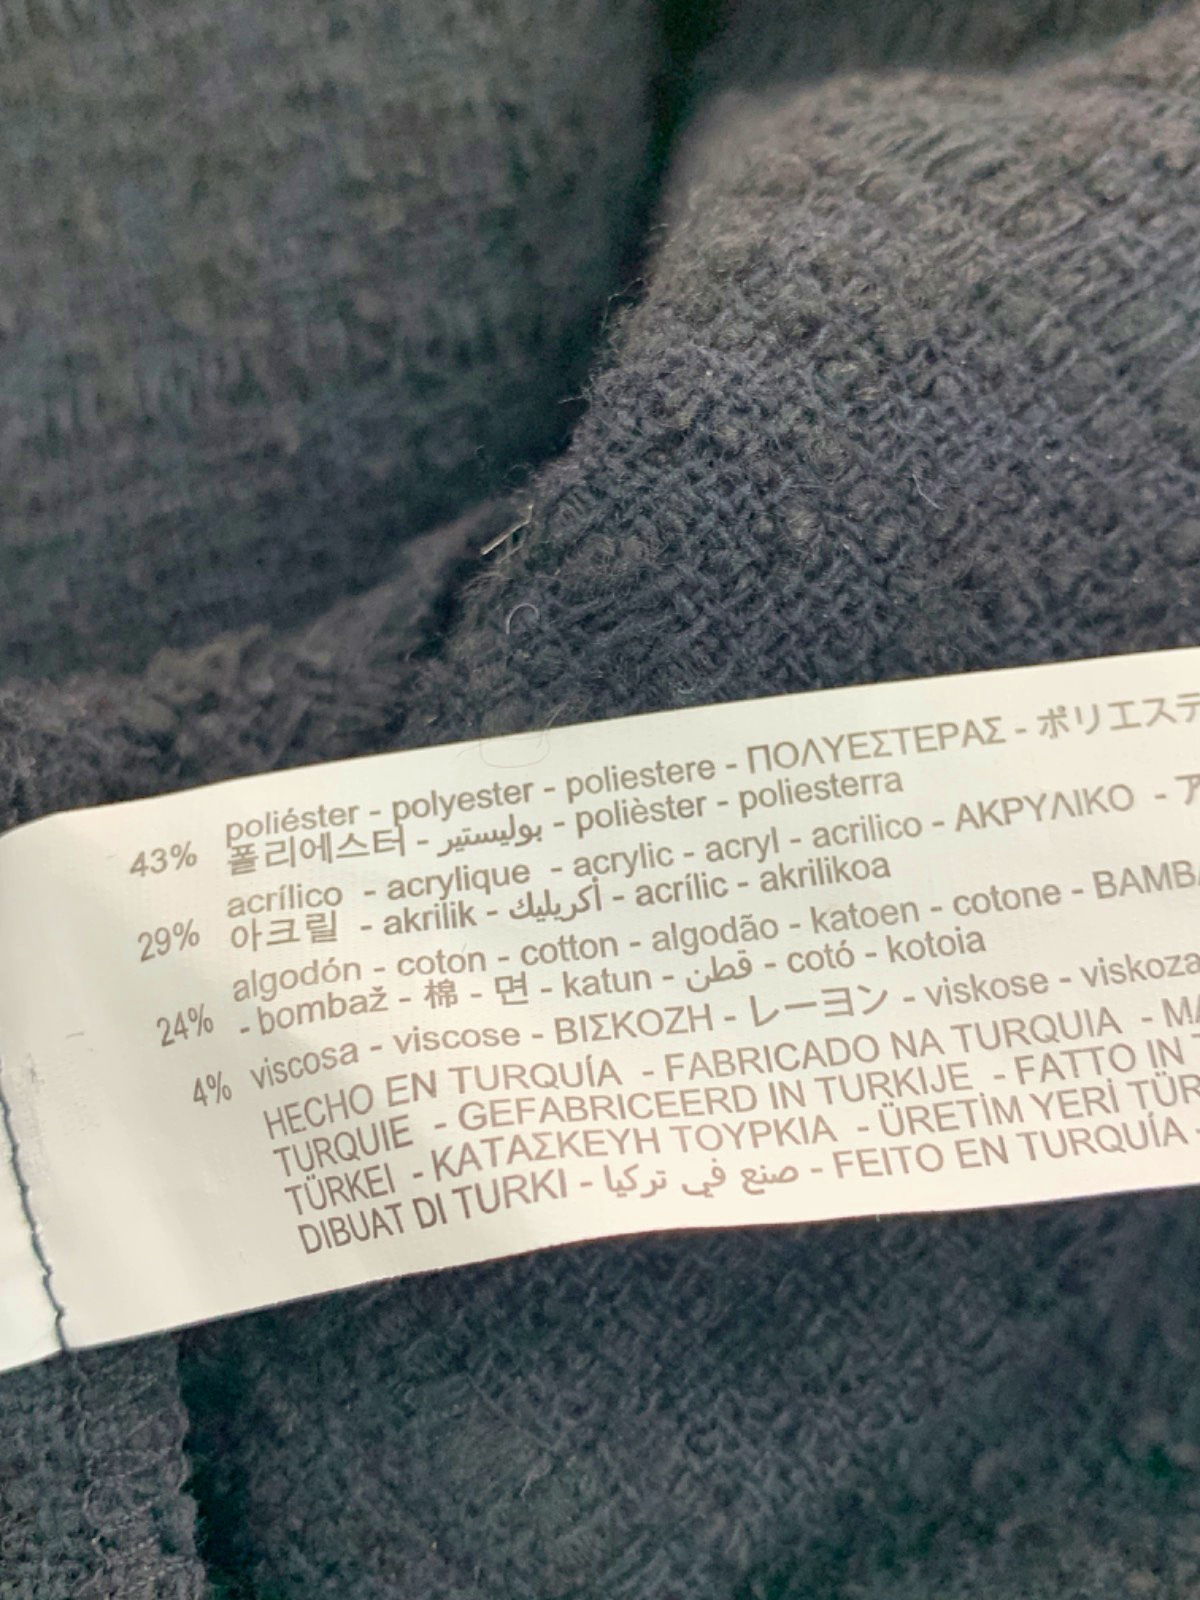 43% poliéster - polyester - poliestere - ΠΟΛΥΕΣΤΕΡΑΣ - ポリエステ
폴리에스터 - بوليستير - polièster - poliesterra
29% acrílico - acrylique - acrylic - acryl - acrilico - ΑΚΡΥΛΙΚΟ - ア
아크릴 - akrilik - أكريليك - acrílic - akrilikoa
24% algodón - coton - cotton - algodão - katoen - cotone - ΒΑΜΒΑ
- bombaž - 棉 - 면 - katun - قطن - cotó - kotoia
4% viscosa - viscose - ΒΙΣΚΟΖΗ - レーヨン - viskose - viskoza
HECHO EN TURQUÍA - FABRICADO NA TURQUIA - MA
TURQUIE - GEFABRICEERD IN TURKIJE - FATTO IN T
TÜRKEI - ΚΑΤΑΣΚΕΥΗ ΤΟΥΡΚΙΑ - ÜRETİM YERİ TÜR
DIBUAT DI TURKI - صنع في تركيا - FEITO EN TURQUÍA -